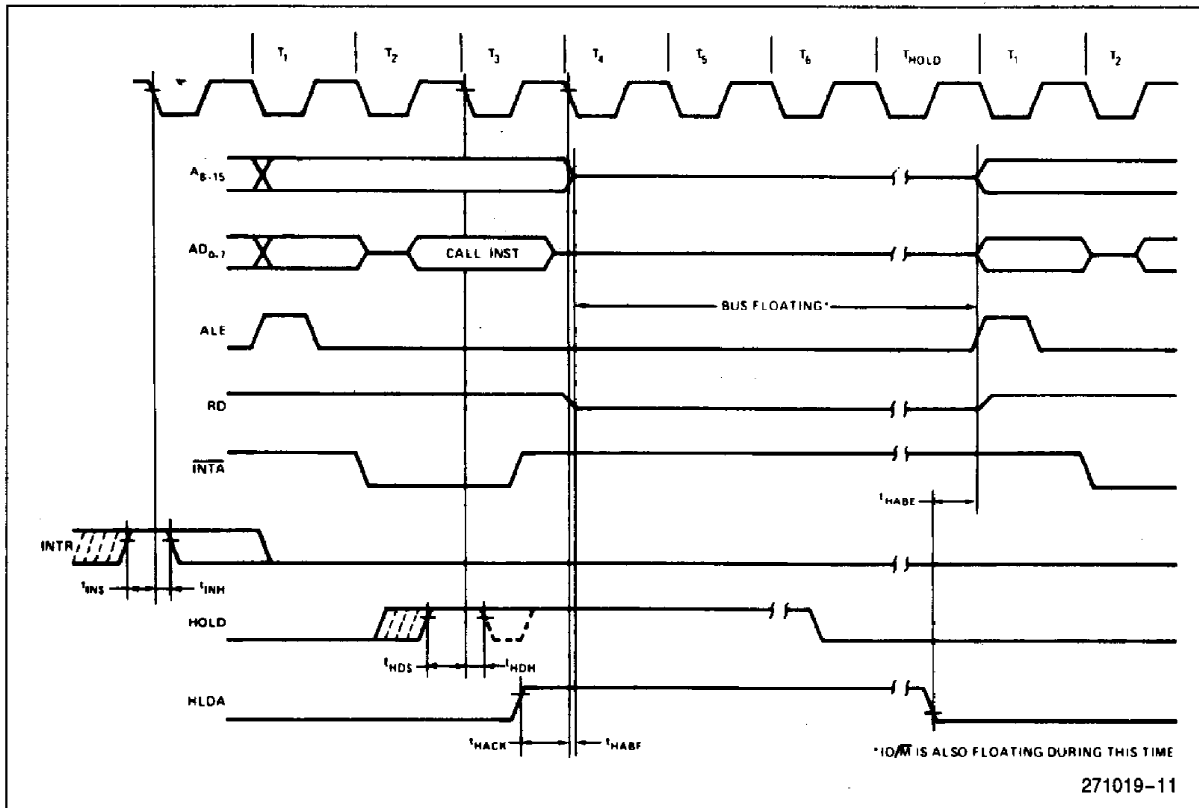 T1 T2 T3 T4 T5 T6 THOLD T1 T2
A8-15
AD0-7 CALL INST
BUS FLOATING*
ALE
RD
INTA
tHABE
INTR
tINS tINH
HOLD
tHDS tHDH
HLDA
tHACK tHABF
*IO/M IS ALSO FLOATING DURING THIS TIME
271019-11